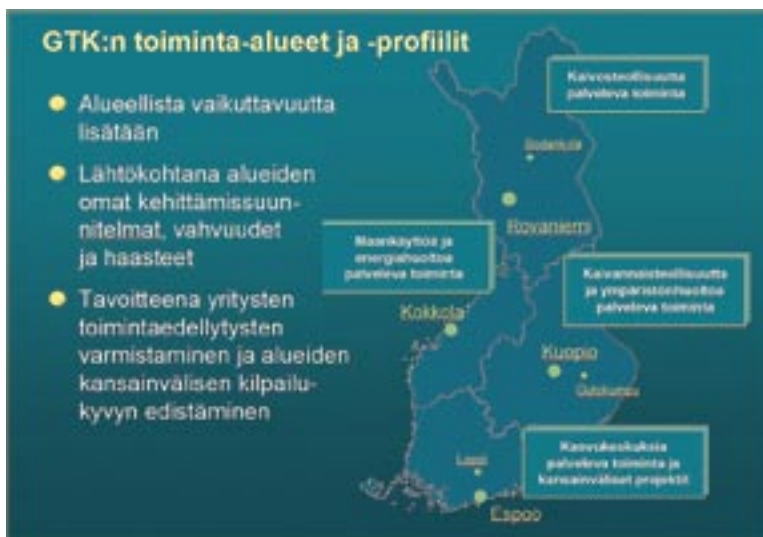 GTK:n toiminta-alueet ja -profiilit
Alueellista vaikuttavuutta
lisätään
Lähtökohtana alueiden
omat kehittämissuun-
nitelmat, vahvuudet
ja haasteet
Tavoitteena yritysten
toimintaedellytysten
varmistaminen ja alueiden
kansainvälisen kilpailu-
kyvyn edistäminen
Kaivosteollisuutta
palveleva toiminta
Sodankylä
Rovaniemi
Maankäyttöä ja
energiahuoltoa
palveleva toiminta
Kaivannaisteollisuutta
ja ympäristönhuoltoa
palveleva toiminta
Kokkola
Kuopio
Outokumpu
Kasvukeskuksia
palveleva toiminta ja
kansainväliset projektit
Loppi
Espoo